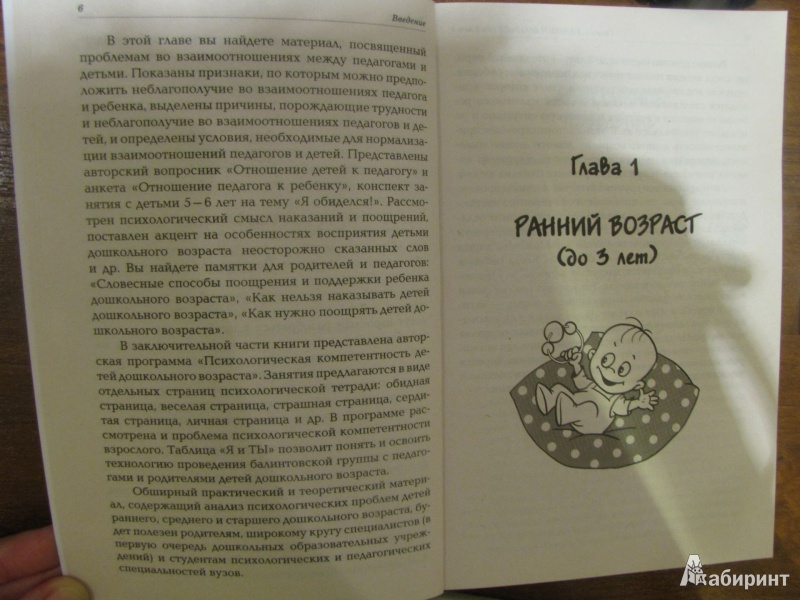 6
Введение
В этой главе вы найдете материал, посвященный
проблемам во взаимоотношениях между педагогами и
детьми. Показаны признаки, по которым можно предпо-
ложить неблагополучие во взаимоотношениях педагога
и ребенка, выделены причины, порождающие трудности
и неблагополучие во взаимоотношениях педагогов и де-
тей, и определены условия, необходимые для нормализа-
ции взаимоотношений педагогов и детей. Представлены
авторский вопросник «Отношение детей к педагогу» и
анкета «Отношение педагога к ребенку», конспект за-
нятия с детьми 5—6 лет на тему «Я обиделся!». Рассмо-
трен психологический смысл наказаний и поощрений,
поставлен акцент на особенностях восприятия детьми
дошкольного возраста неосторожно сказанных слов
и др. Вы найдете памятки для родителей и педагогов:
«Словесные способы поощрения и поддержки ребенка
дошкольного возраста», «Как нельзя наказывать детей
дошкольного возраста», «Как нужно поощрять детей до-
школьного возраста».
В заключительной части книги представлена автор-
ская программа «Психологическая компетентность де-
тей дошкольного возраста». Занятия предлагаются в виде
отдельных страниц психологической тетради: обидная
страница, веселая страница, страшная страница, серди-
тая страница, личная страница и др. В программе рас-
смотрена и проблема психологической компетентности
взрослого. Таблица «Я и ТЫ» позволит понять и освоить
технологию проведения балинтовской группы с педаго-
гами и родителями детей дошкольного возраста.
Обширный практический и теоретический матери-
ал, содержащий анализ психологических проблем детей
раннего, среднего и старшего дошкольного возраста, бу-
дет полезен родителям, широкому кругу специалистов (в
первую очередь дошкольных образовательных учреж-
дений) и студентам психологических и педагогических
специальностей вузов.
Глава 1
РАННИЙ ВОЗРАСТ
(до 3 лет)
Лабиринт